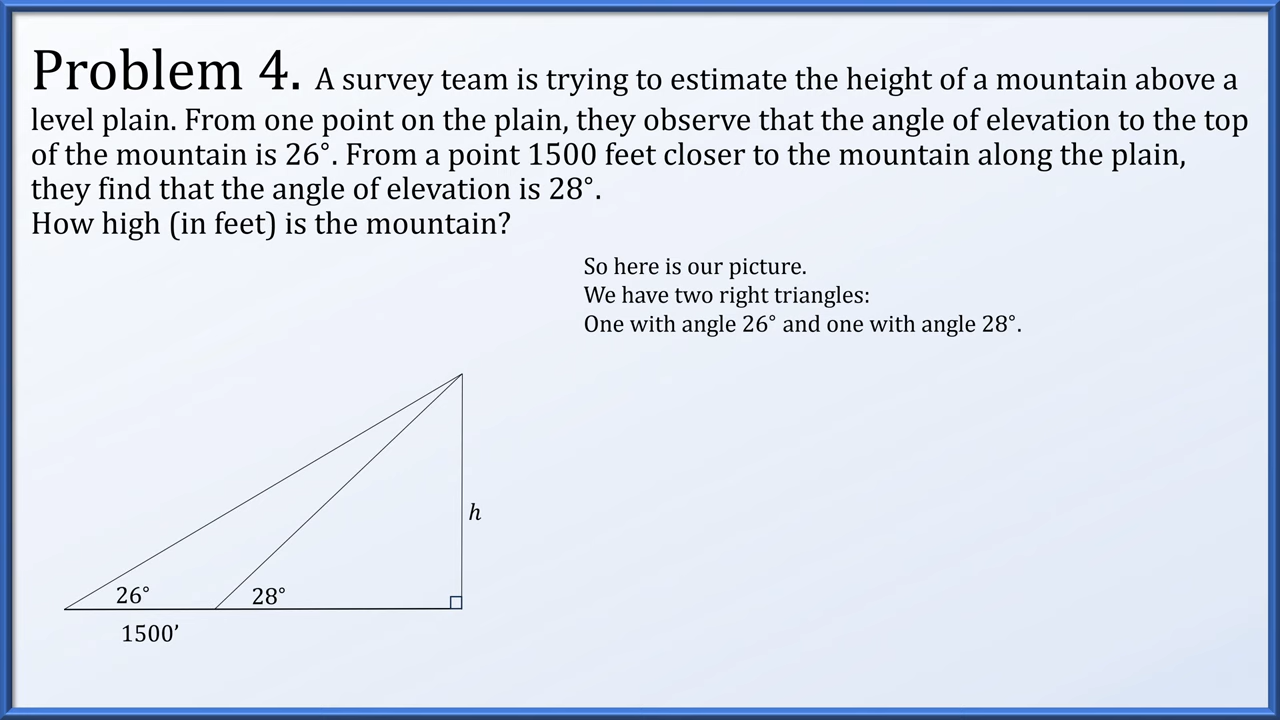 Problem 4. A survey team is trying to estimate the height of a mountain above a
level plain. From one point on the plain, they observe that the angle of elevation to the top
of the mountain is 26°. From a point 1500 feet closer to the mountain along the plain,
they find that the angle of elevation is 28°.
How high (in feet) is the mountain?
So here is our picture.
We have two right triangles:
One with angle 26° and one with angle 28°.
h
26°
28°
1500’